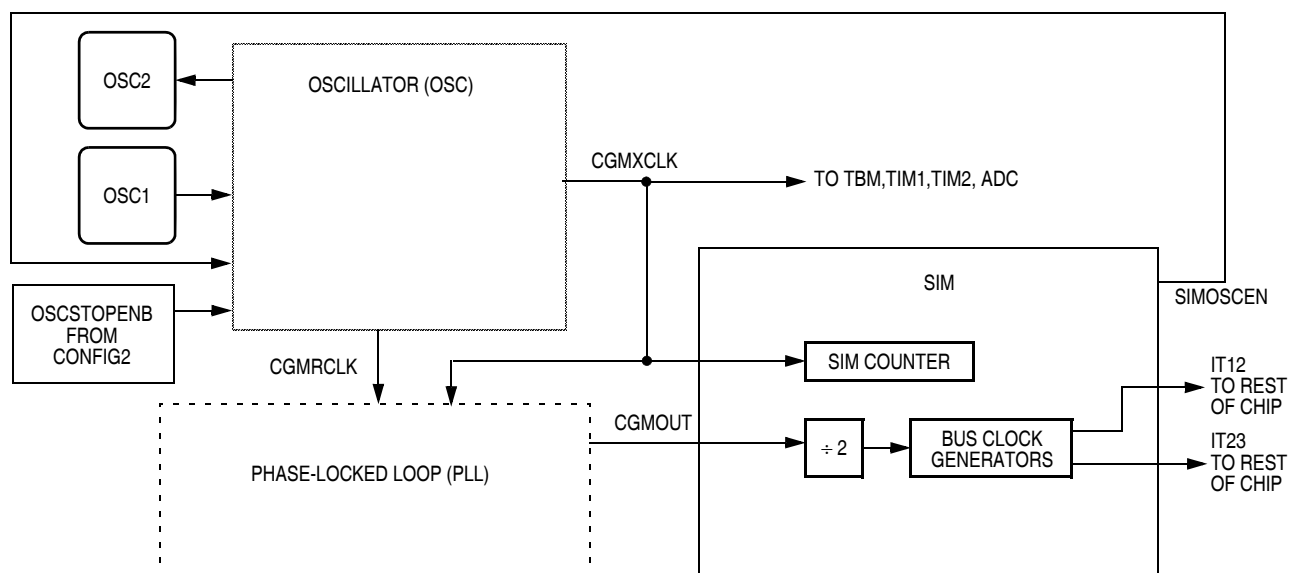 OSC2
OSCILLATOR (OSC)
CGMXCLK
TO TBM,TIM1,TIM2, ADC
OSC1
SIM
SIMOSCEN
OSCSTOPENB
FROM
CONFIG2
CGMRCLK
SIM COUNTER
IT12
TO REST
OF CHIP
CGMOUT
÷ 2
BUS CLOCK
GENERATORS
IT23
TO REST
OF CHIP
PHASE-LOCKED LOOP (PLL)